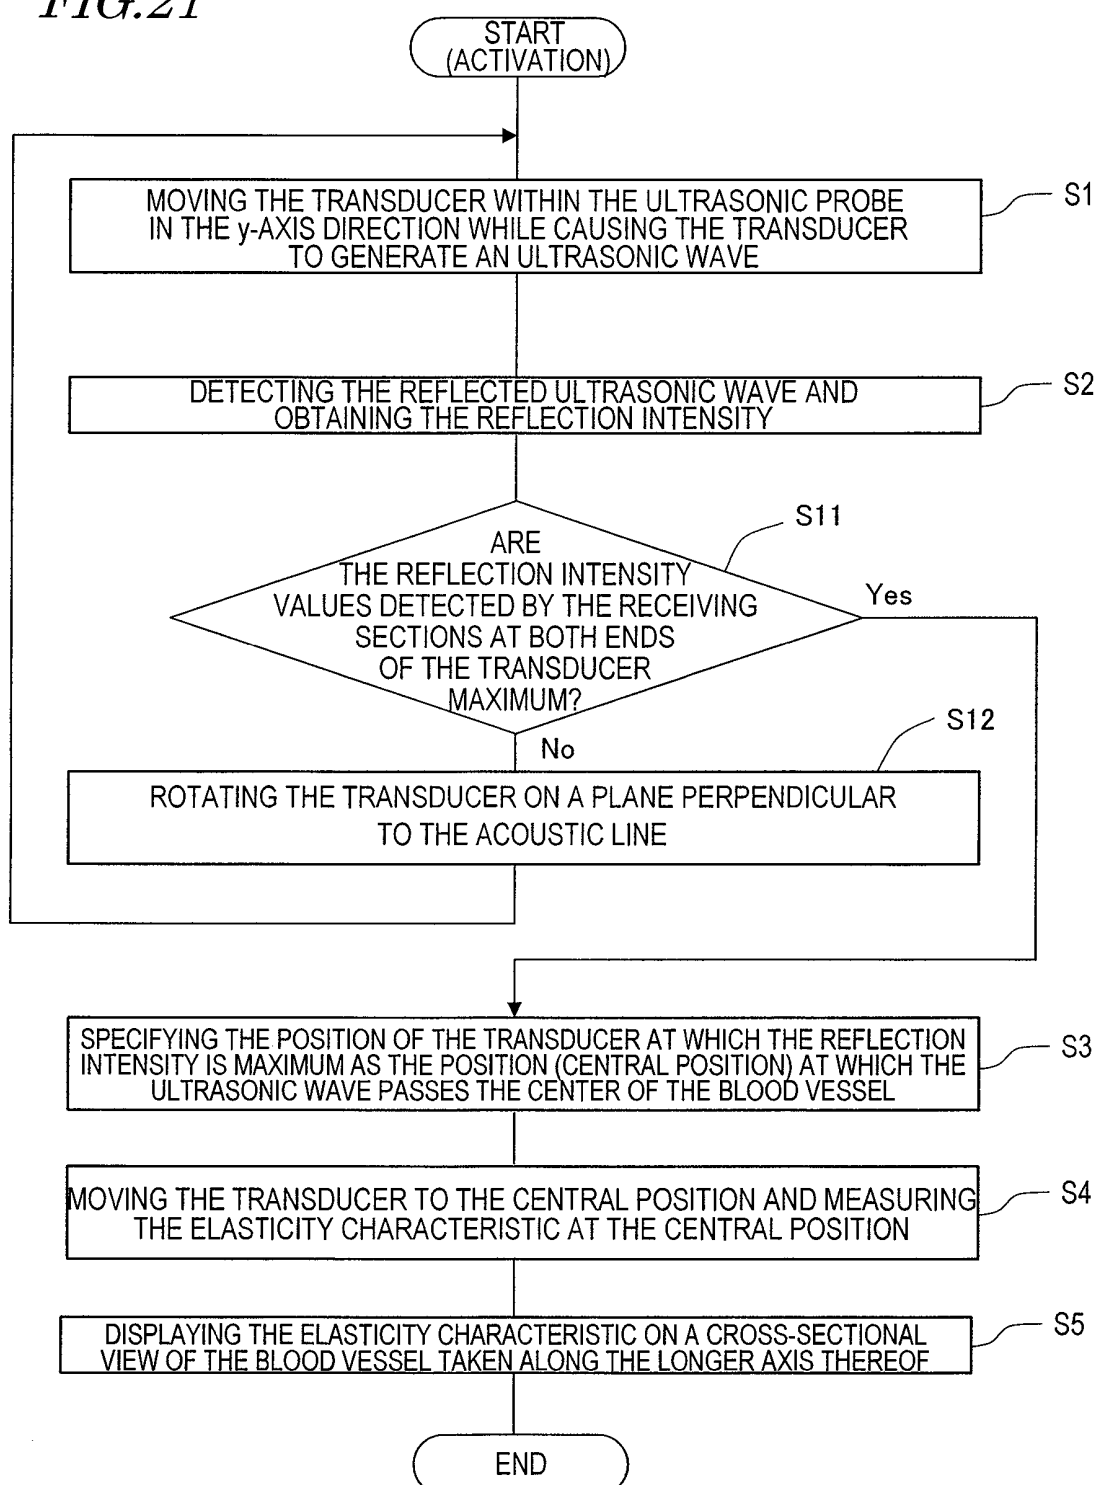 FIG.21
START
(ACTIVATION)
MOVING THE TRANSDUCER WITHIN THE ULTRASONIC PROBE
IN THE y-AXIS DIRECTION WHILE CAUSING THE TRANSDUCER
TO GENERATE AN ULTRASONIC WAVE
S1
DETECTING THE REFLECTED ULTRASONIC WAVE AND
OBTAINING THE REFLECTION INTENSITY
S2
ARE
THE REFLECTION INTENSITY
VALUES DETECTED BY THE RECEIVING
SECTIONS AT BOTH ENDS
OF THE TRANSDUCER
MAXIMUM?
S11
Yes
No
S12
ROTATING THE TRANSDUCER ON A PLANE PERPENDICULAR
TO THE ACOUSTIC LINE
SPECIFYING THE POSITION OF THE TRANSDUCER AT WHICH THE REFLECTION
INTENSITY IS MAXIMUM AS THE POSITION (CENTRAL POSITION) AT WHICH THE
ULTRASONIC WAVE PASSES THE CENTER OF THE BLOOD VESSEL
S3
MOVING THE TRANSDUCER TO THE CENTRAL POSITION AND MEASURING
THE ELASTICITY CHARACTERISTIC AT THE CENTRAL POSITION
S4
DISPLAYING THE ELASTICITY CHARACTERISTIC ON A CROSS-SECTIONAL
VIEW OF THE BLOOD VESSEL TAKEN ALONG THE LONGER AXIS THEREOF
S5
END